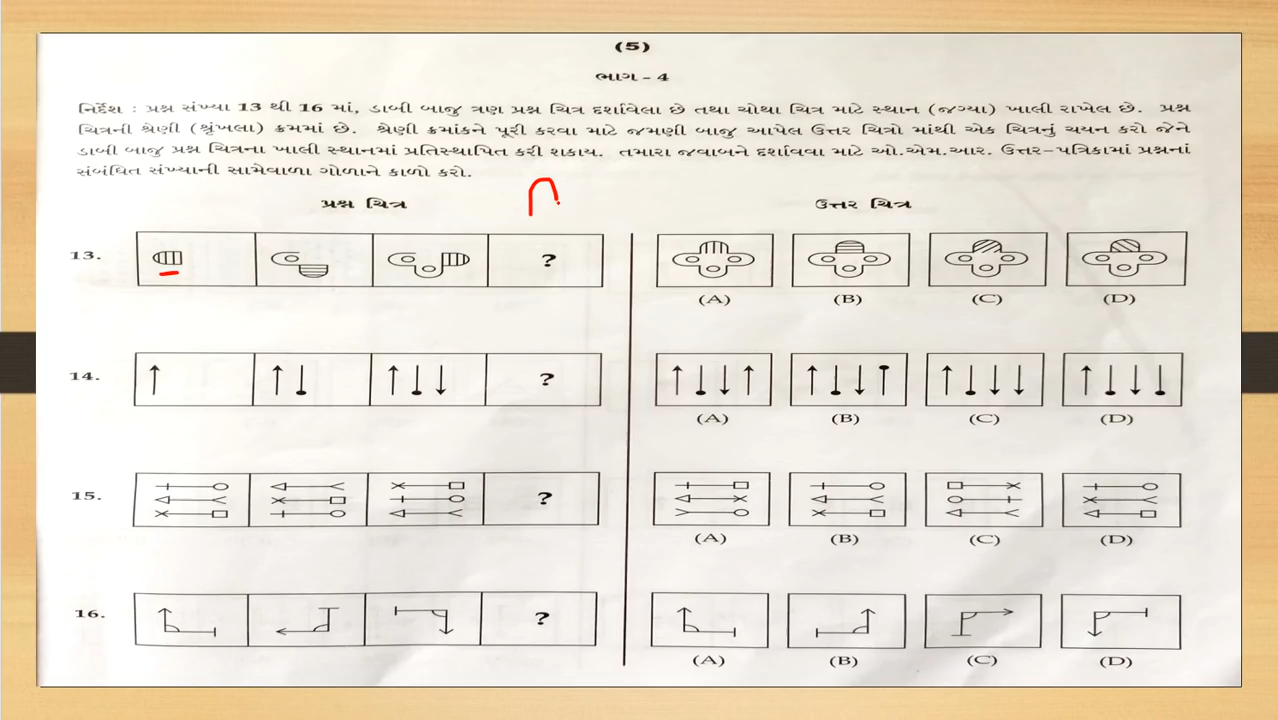 (5)
ભાગ - 4
નિર્દેશ : પ્રશ્ન સંખ્યા 13 થી 16 માં, ડાબી બાજુ ત્રણ પ્રશ્ન ચિત્ર દર્શાવેલા છે તથા ચોથા ચિત્ર માટે સ્થાન (જગ્યા) ખાલી રાખેલ છે. પ્રશ્ન
ચિત્રની શ્રેણી (શૃંખલા) ક્રમમાં છે. શ્રેણી ક્રમાંકને પૂરી કરવા માટે જમણી બાજુ આપેલ ઉત્તર ચિત્રો માંથી એક ચિત્રનું ચયન કરો જેને
ડાબી બાજુ પ્રશ્ન ચિત્રના ખાલી સ્થાનમાં પ્રતિસ્થાપિત કરી શકાય. તમારા જવાબને દર્શાવવા માટે ઓ.એમ.આર. ઉત્તર-પત્રિકામાં પ્રશ્નનાં
સંબંધિત સંખ્યાની સામેવાળા ગોળાને કાળો કરો.
પ્રશ્ન ચિત્ર ઉત્તર ચિત્ર
13. ?
(A) (B) (C) (D)
14. ?
(A) (B) (C) (D)
15. ?
(A) (B) (C) (D)
16. ?
(A) (B) (C) (D)